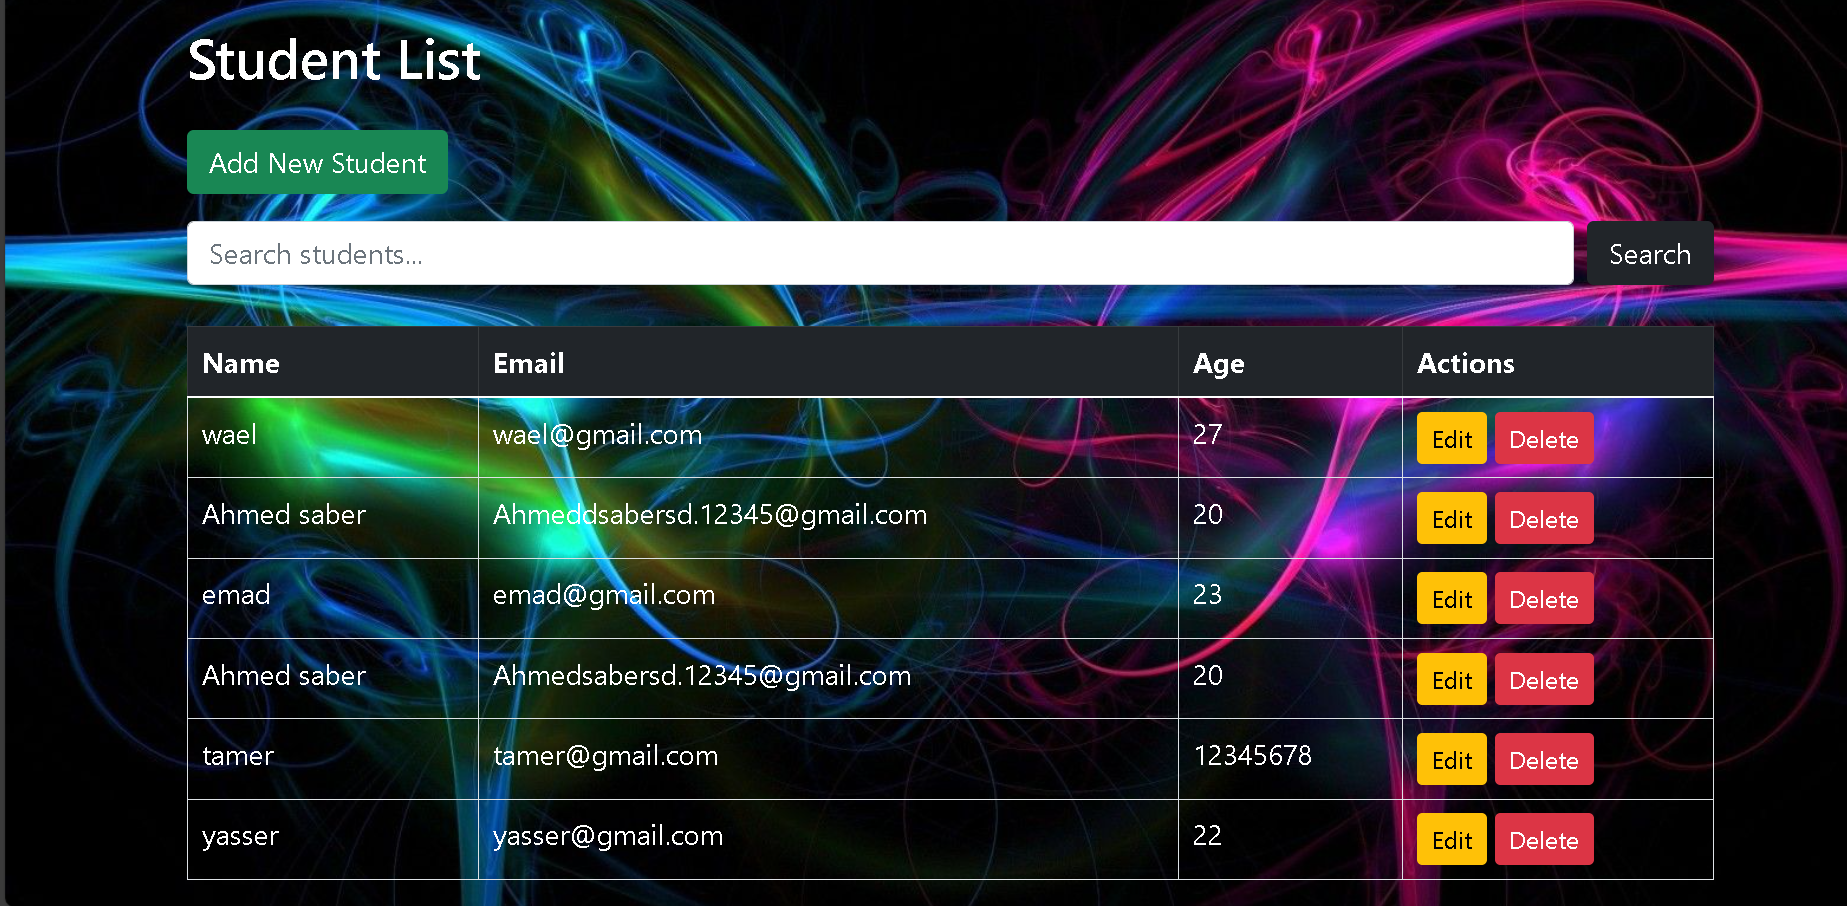 Student List
Add New Student
Search students... Search
Name Email Age Actions
wael wael@gmail.com 27 Edit Delete
Ahmed saber Ahmeddsabersd.12345@gmail.com 20 Edit Delete
emad emad@gmail.com 23 Edit Delete
Ahmed saber Ahmedsabersd.12345@gmail.com 20 Edit Delete
tamer tamer@gmail.com 12345678 Edit Delete
yasser yasser@gmail.com 22 Edit Delete